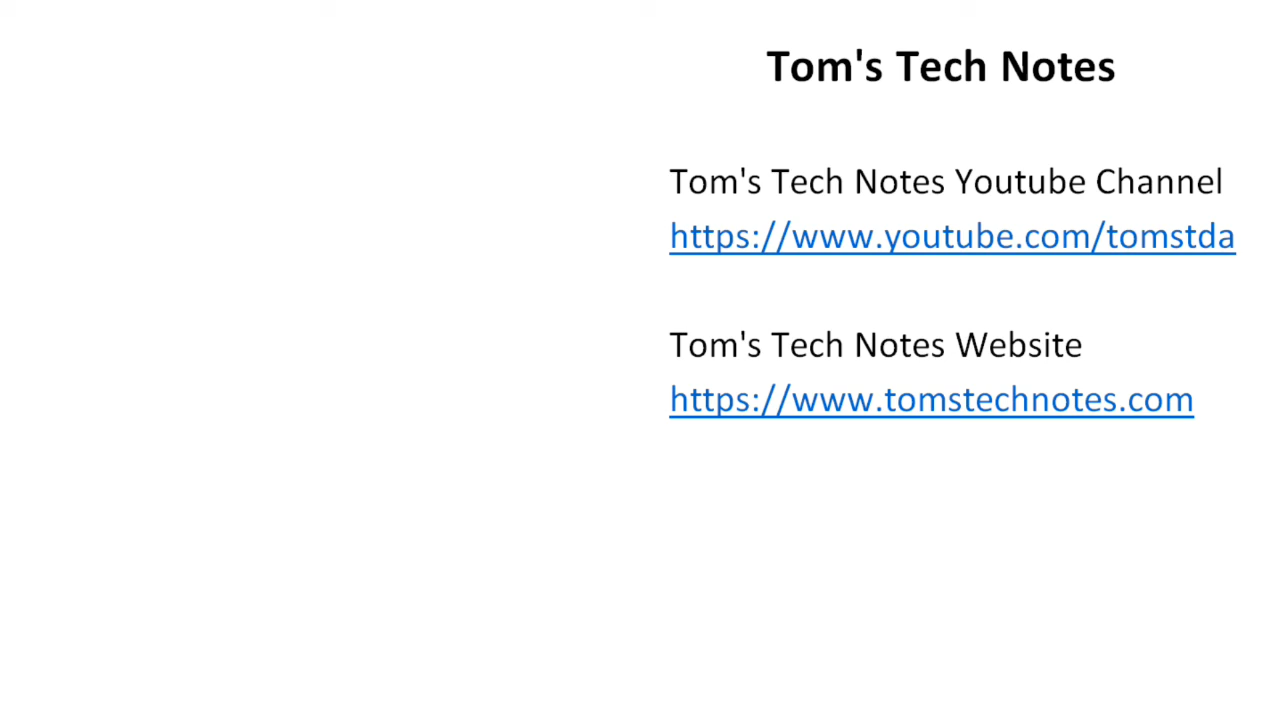 Tom's Tech Notes
Tom's Tech Notes Youtube Channel
https://www.youtube.com/tomstda
Tom's Tech Notes Website
https://www.tomstechnotes.com